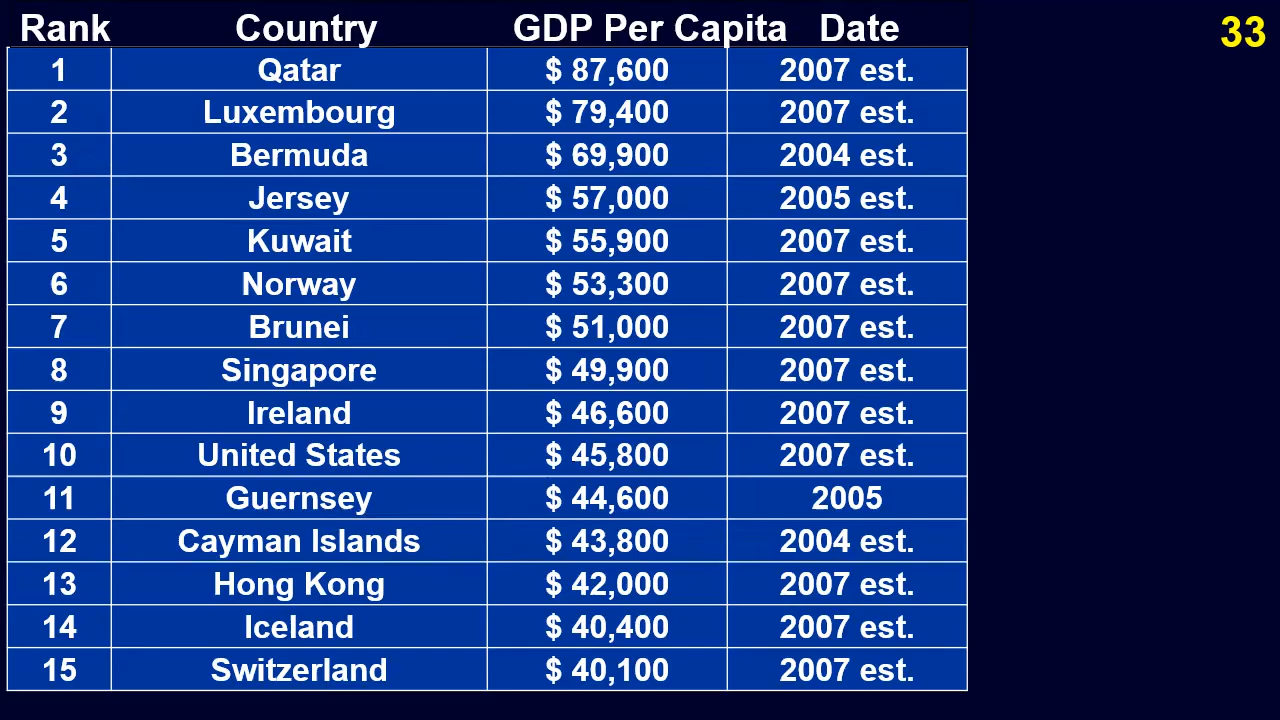 Rank Country GDP Per Capita Date 33
1 Qatar $ 87,600 2007 est.
2 Luxembourg $ 79,400 2007 est.
3 Bermuda $ 69,900 2004 est.
4 Jersey $ 57,000 2005 est.
5 Kuwait $ 55,900 2007 est.
6 Norway $ 53,300 2007 est.
7 Brunei $ 51,000 2007 est.
8 Singapore $ 49,900 2007 est.
9 Ireland $ 46,600 2007 est.
10 United States $ 45,800 2007 est.
11 Guernsey $ 44,600 2005
12 Cayman Islands $ 43,800 2004 est.
13 Hong Kong $ 42,000 2007 est.
14 Iceland $ 40,400 2007 est.
15 Switzerland $ 40,100 2007 est.